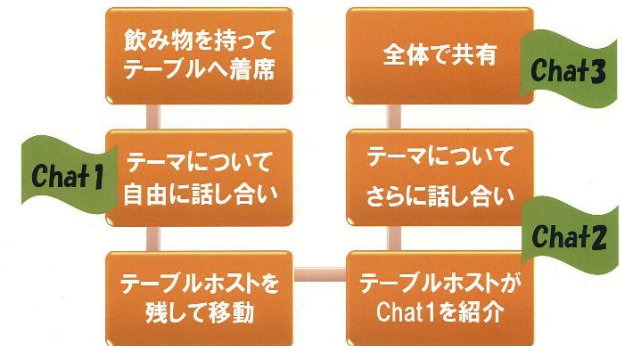 飲み物を持って
テーブルへ着席
Chat1
テーマについて
自由に話し合い
テーブルホストを
残して移動
テーブルホストが
Chat1を紹介
Chat2
テーマについて
さらに話し合い
全体で共有
Chat3